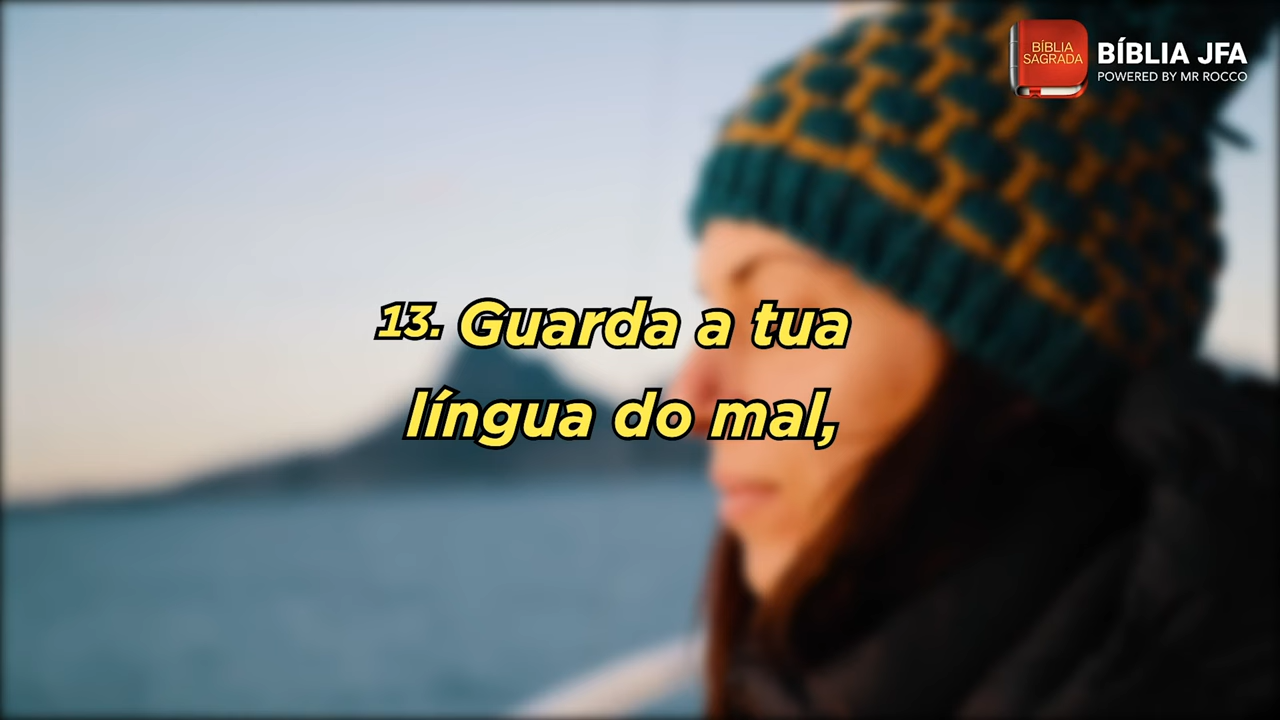 BÍBLIA
SAGRADA
BÍBLIA JFA
POWERED BY MR ROCCO
13. Guarda a tua
língua do mal,